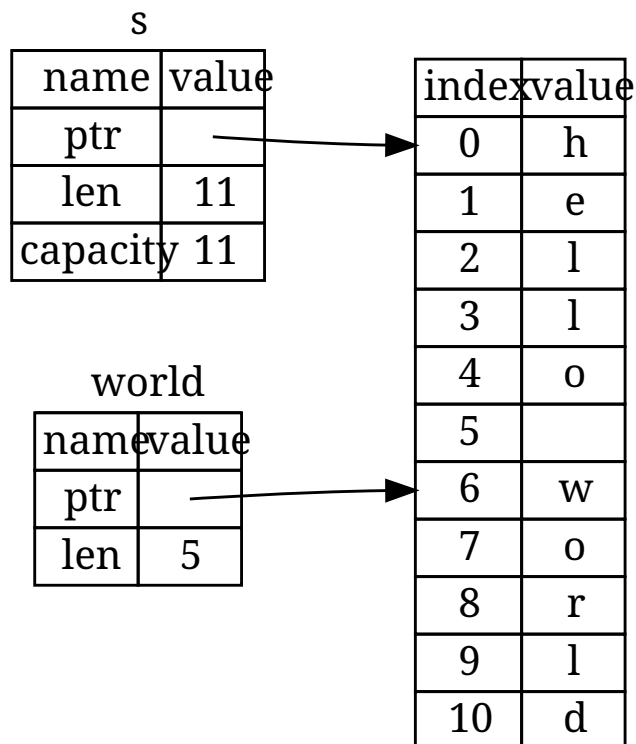 s
name value
ptr
len 11
capacity 11
world
name value
ptr
len 5
index value
0 h
1 e
2 l
3 l
4 o
5
6 w
7 o
8 r
9 l
10 d